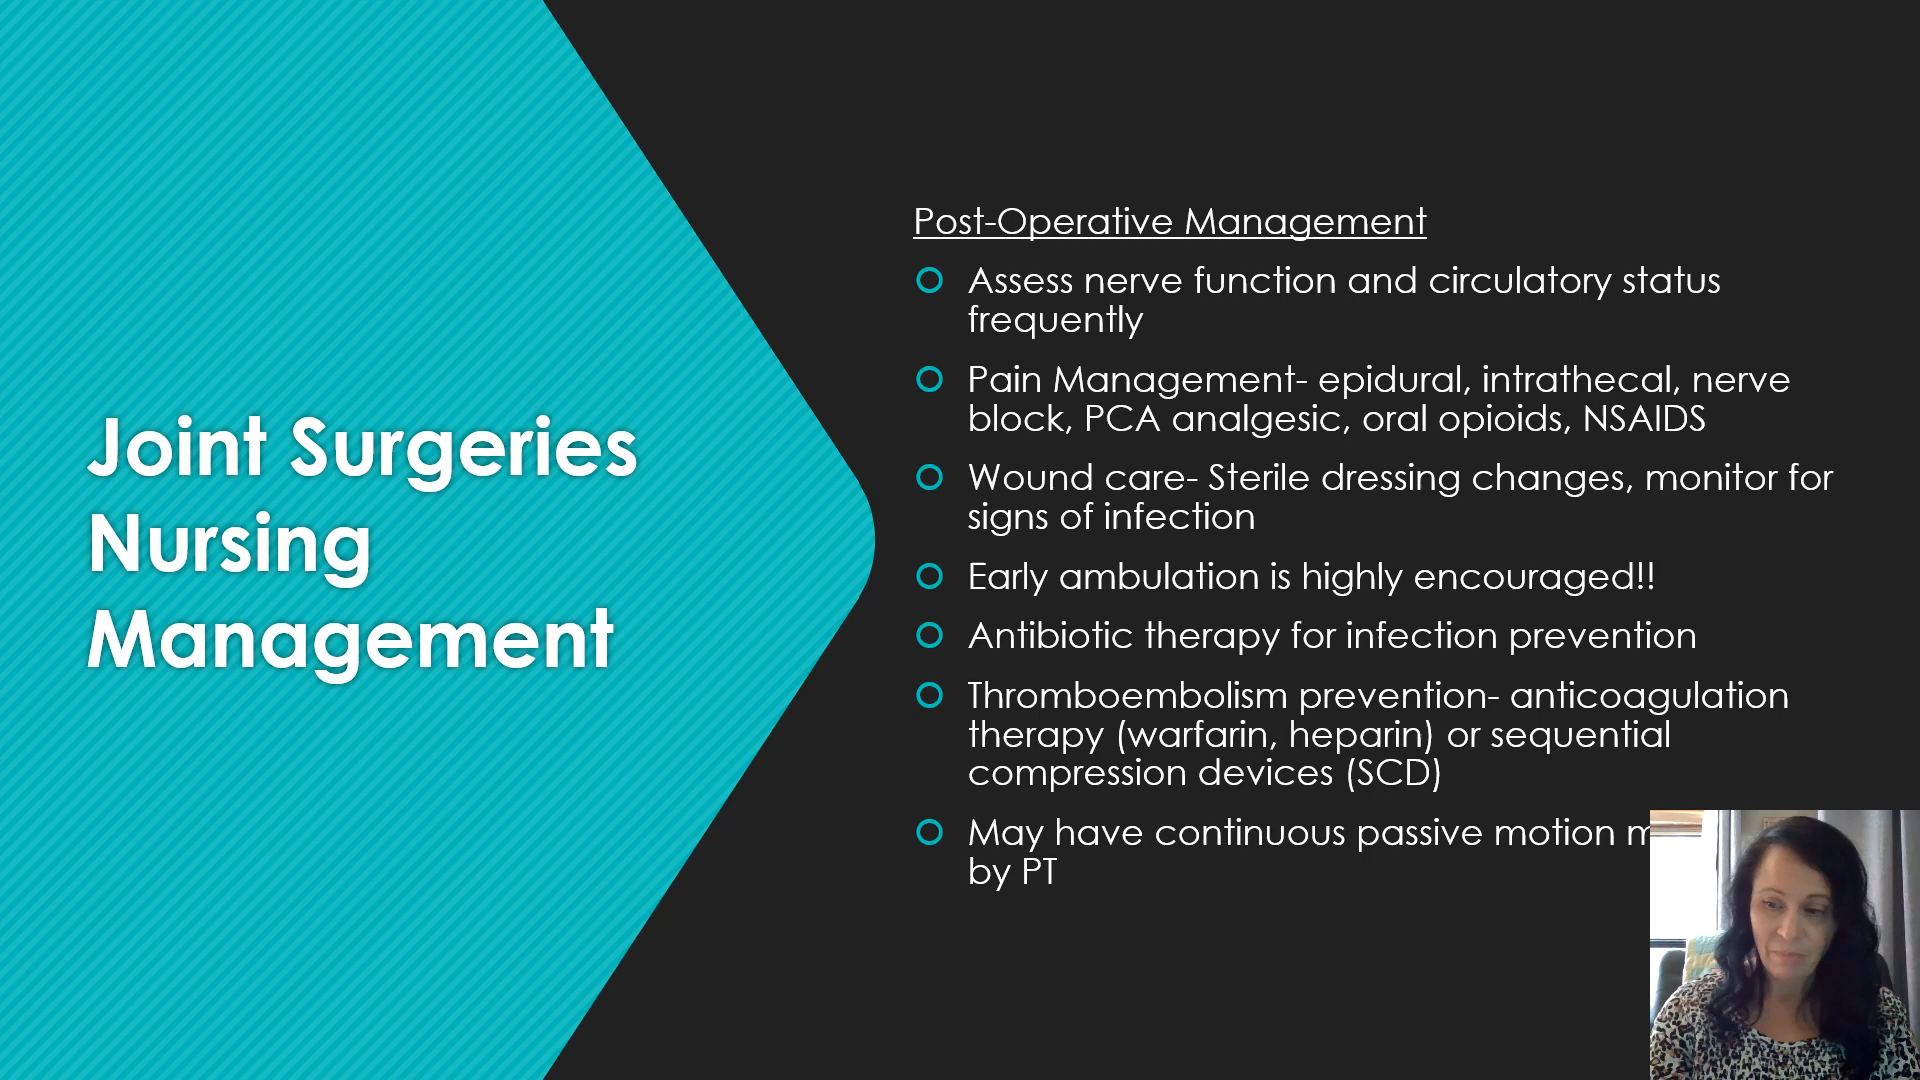 Joint Surgeries
Nursing
Management
Post-Operative Management
Assess nerve function and circulatory status
frequently
Pain Management- epidural, intrathecal, nerve
block, PCA analgesic, oral opioids, NSAIDS
Wound care- Sterile dressing changes, monitor for
signs of infection
Early ambulation is highly encouraged!!
Antibiotic therapy for infection prevention
Thromboembolism prevention- anticoagulation
therapy (warfarin, heparin) or sequential
compression devices (SCD)
May have continuous passive motion
by PT